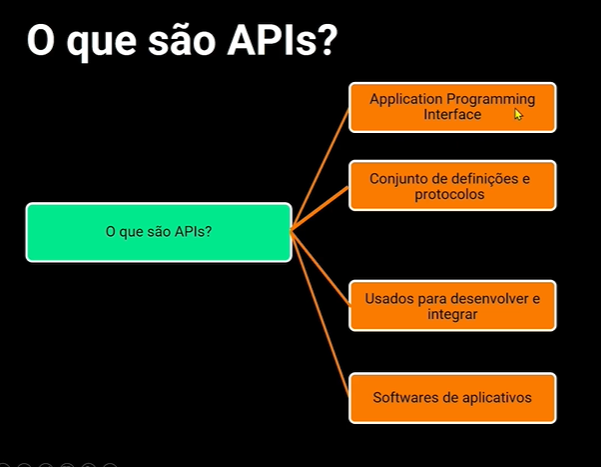 O que são APIs?
Application Programming
Interface
Conjunto de definições e
protocolos
O que são APIs?
Usados para desenvolver e
integrar
Softwares de aplicativos